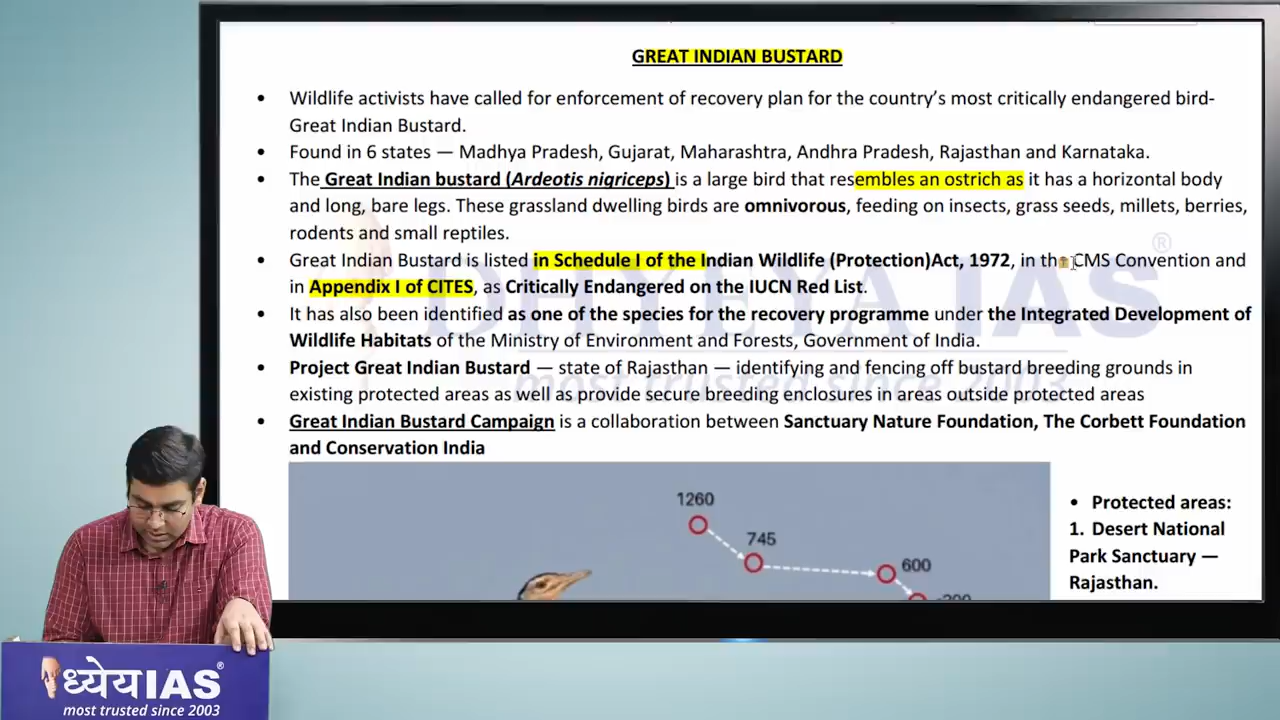 GREAT INDIAN BUSTARD
• Wildlife activists have called for enforcement of recovery plan for the country’s most critically endangered bird-
Great Indian Bustard.
• Found in 6 states — Madhya Pradesh, Gujarat, Maharashtra, Andhra Pradesh, Rajasthan and Karnataka.
• The Great Indian bustard (Ardeotis nigriceps) is a large bird that resembles an ostrich as it has a horizontal body
and long, bare legs. These grassland dwelling birds are omnivorous, feeding on insects, grass seeds, millets, berries,
rodents and small reptiles.
• Great Indian Bustard is listed in Schedule I of the Indian Wildlife (Protection)Act, 1972, in the CMS Convention and
in Appendix I of CITES, as Critically Endangered on the IUCN Red List.
• It has also been identified as one of the species for the recovery programme under the Integrated Development of
Wildlife Habitats of the Ministry of Environment and Forests, Government of India.
• Project Great Indian Bustard — state of Rajasthan — identifying and fencing off bustard breeding grounds in
existing protected areas as well as provide secure breeding enclosures in areas outside protected areas
• Great Indian Bustard Campaign is a collaboration between Sanctuary Nature Foundation, The Corbett Foundation
and Conservation India
DHYEYA IAS ®
most trusted since 2003
1260
745
600
• Protected areas:
1. Desert National
Park Sanctuary —
Rajasthan.
ध्येय IAS ®
most trusted since 2003